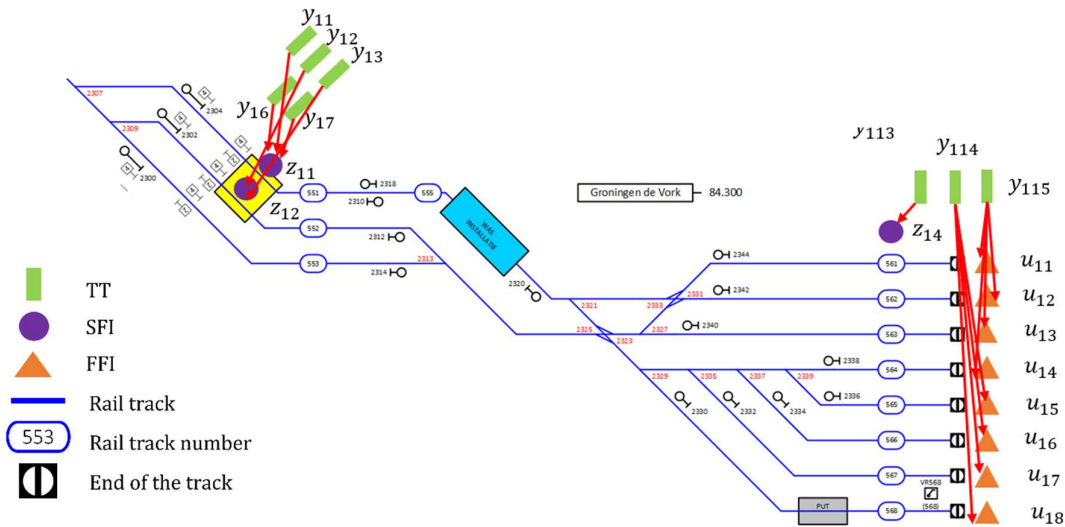 y11
y12
y13
y16
y17
z11
z12
2307
2309
2304
2302
2300
551
2318
2310
555
552
2312
553
2314
2313
WAS
INSTALLATIE
Groningen de Vork
84.300
y113
y114
y115
z14
2320
2321
2325
2323
2333
2331
2327
2344
2342
2340
2338
2336
2329
2335
2337
2339
2330
2332
2334
561
562
563
564
565
566
567
568
VR568
(568)
PUT
u11
u12
u13
u14
u15
u16
u17
u18
TT
SFI
FFI
Rail track
553
Rail track number
End of the track